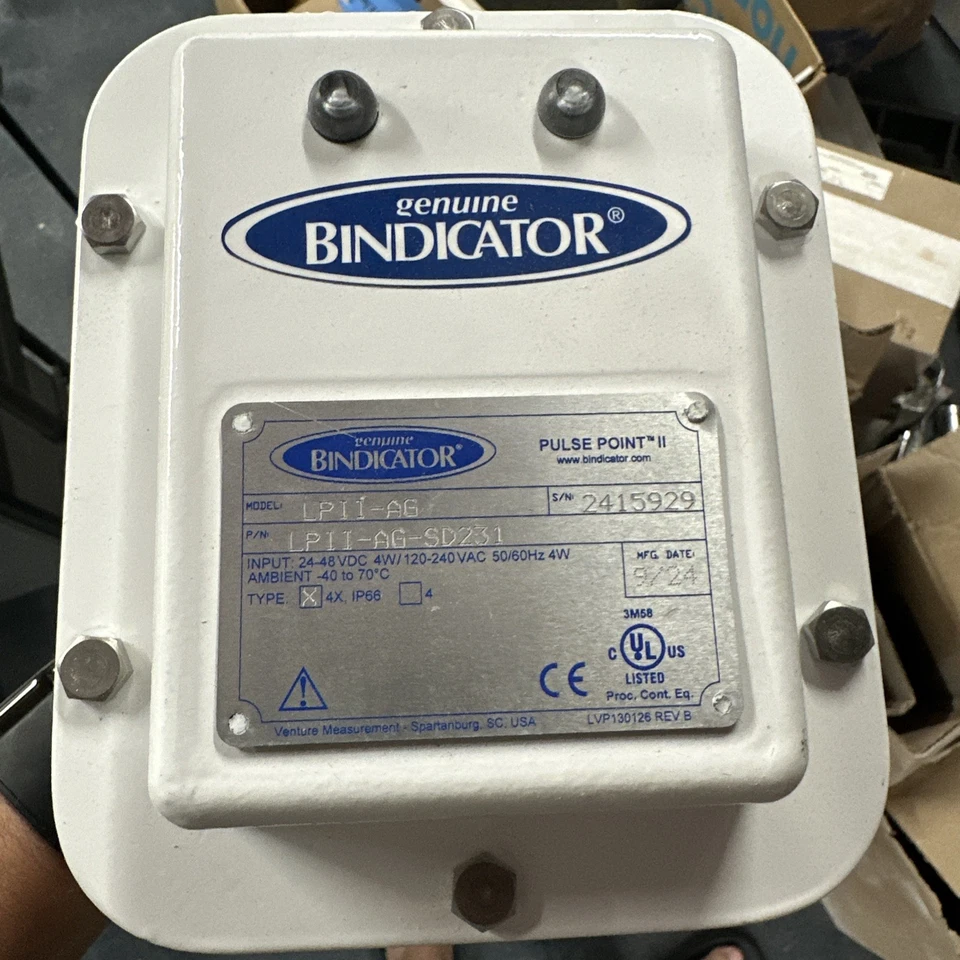 genuine
BINDICATOR®
genuine
BINDICATOR®
PULSE POINT™ II
www.bindicator.com
MODEL: LPII-AG
S/N: 2415929
P/N: LPII-AG-SD231
INPUT: 24-48 VDC 4W/120-240 VAC 50/60Hz 4W
AMBIENT -40 to 70°C
MFG. DATE:
9/24
TYPE: X 4X, IP66 4
3M58
C UL US
LISTED
Proc. Cont. Eq.
CE
Venture Measurement - Spartanburg, SC, USA
LVP130126 REV B